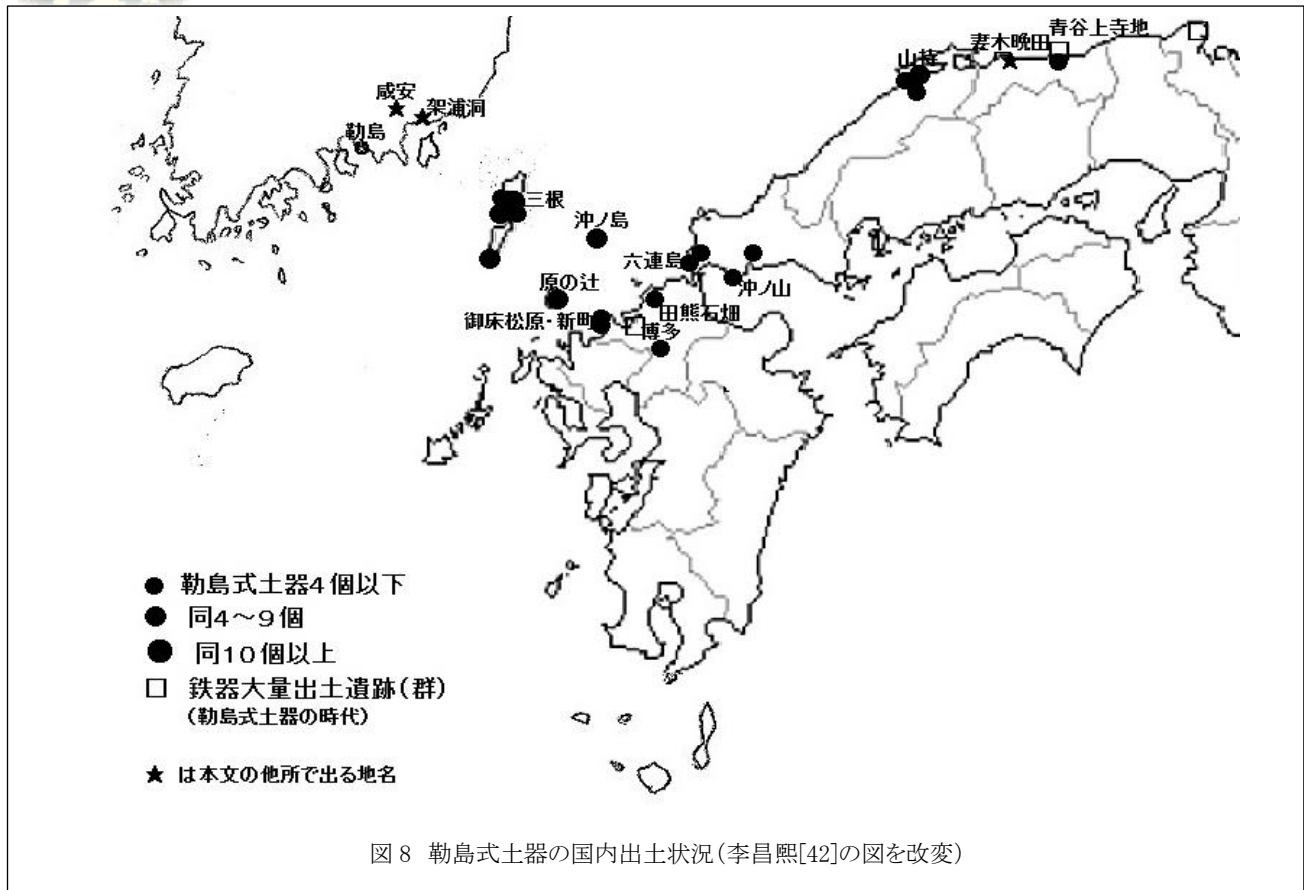 青谷上寺地
妻木晩田
山持
咸安
架浦洞
勒島
三根
沖ノ島
六連島
原の辻
沖ノ山
田熊石畑
御床松原・新町
博多
● 勒島式土器4個以下
● 同4～9個
● 同10個以上
□ 鉄器大量出土遺跡(群)
(勒島式土器の時代)
★ は本文の他所で出る地名
図 8 勒島式土器の国内出土状況(李昌熙[42]の図を改変)